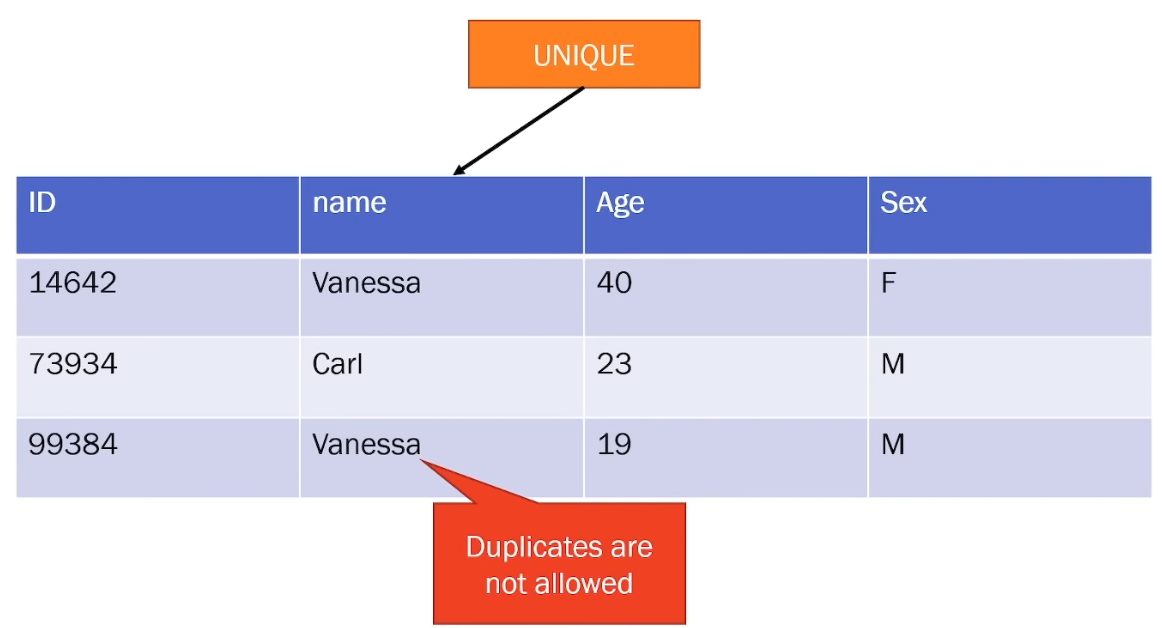 UNIQUE
ID name Age Sex
14642 Vanessa 40 F
73934 Carl 23 M
99384 Vanessa 19 M
Duplicates are
not allowed